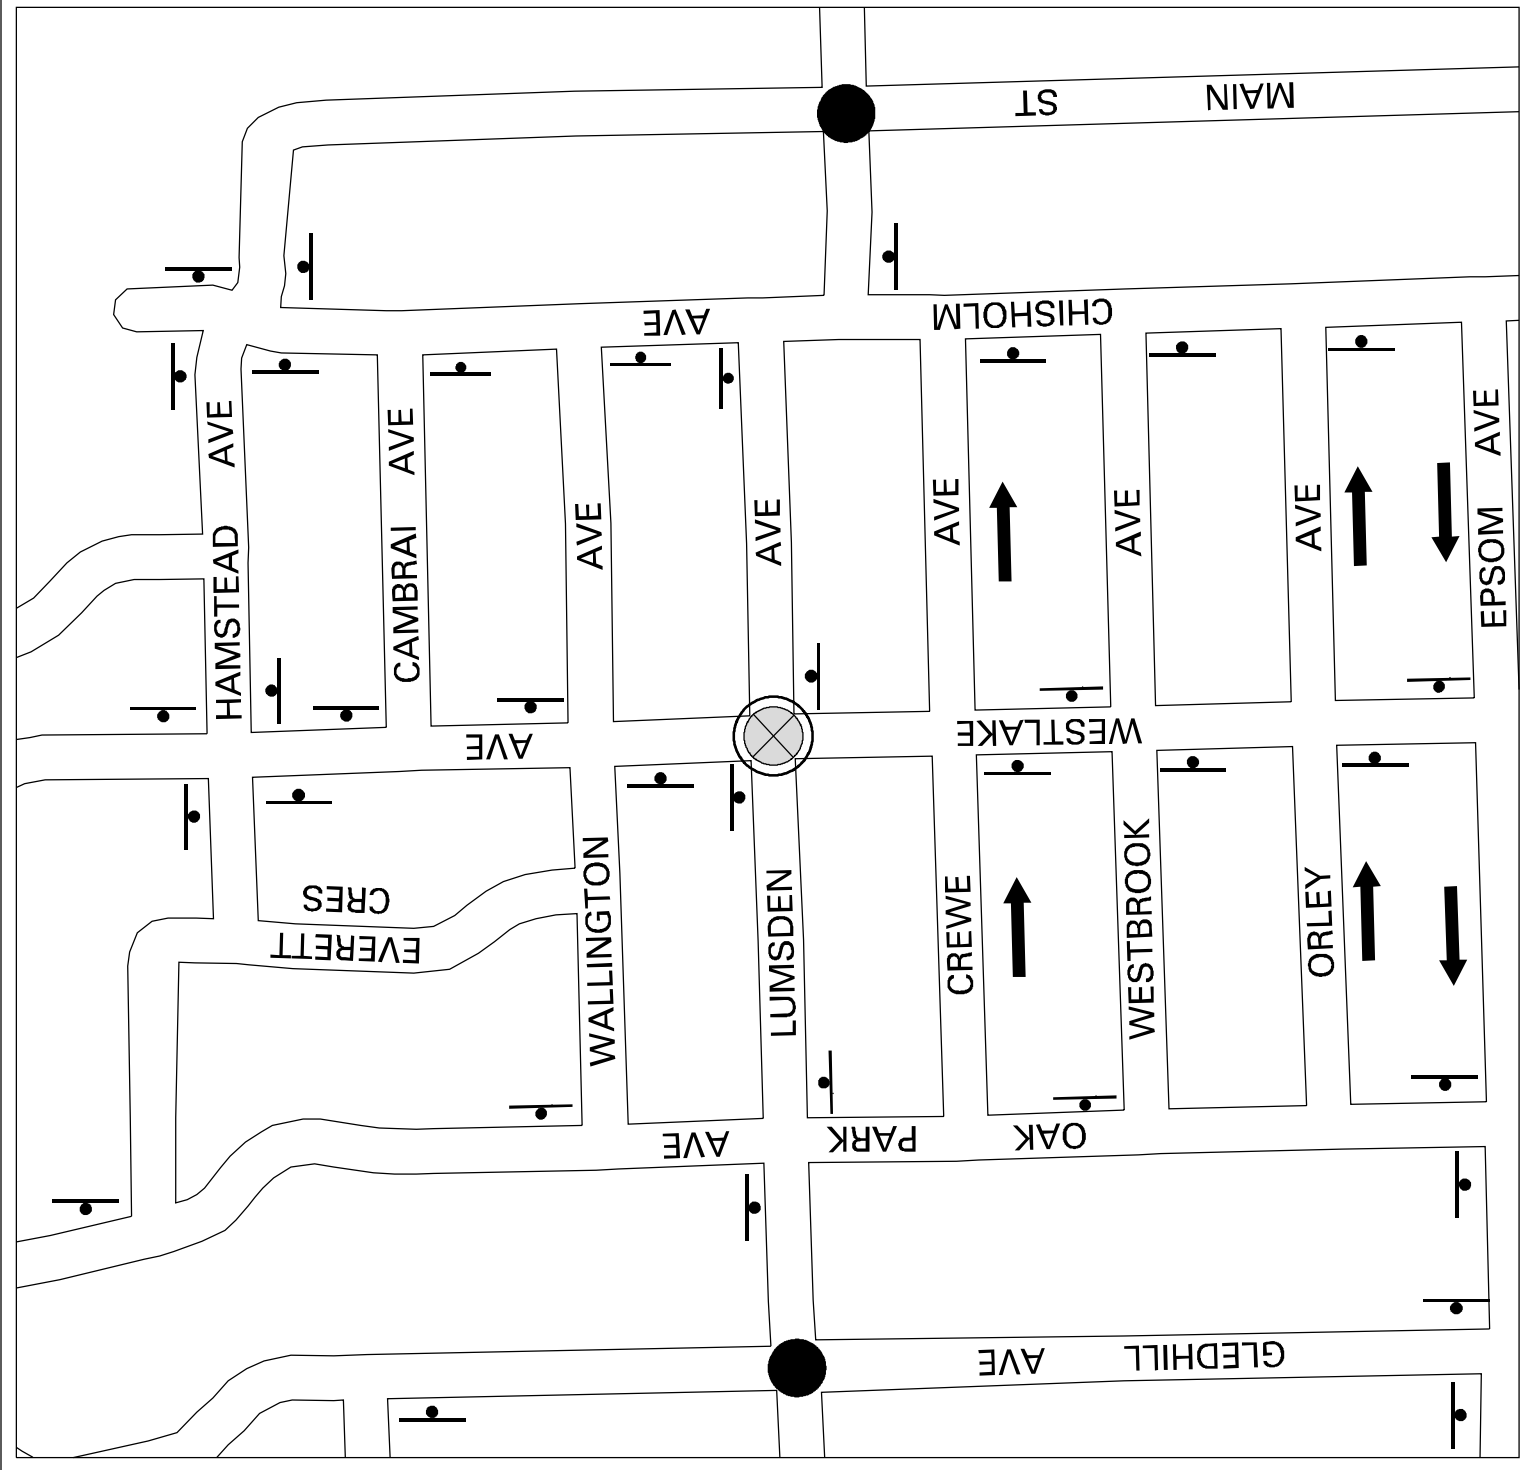 MAIN ST
CHISHOLM AVE
HAMSTEAD AVE
CAMBRAI AVE
AVE
AVE
AVE
AVE
AVE
EPSOM AVE
WESTLAKE AVE
EVERETT CRES
WALLINGTON
LUMSDEN
CREWE
WESTBROOK
ORLEY
OAK PARK AVE
GLEDHILL AVE